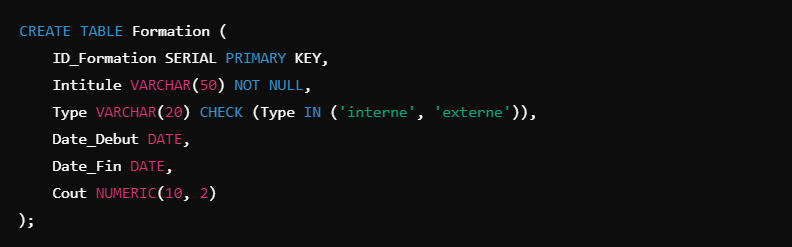 CREATE TABLE Formation (
    ID_Formation SERIAL PRIMARY KEY,
    Intitule VARCHAR(50) NOT NULL,
    Type VARCHAR(20) CHECK (Type IN ('interne', 'externe')),
    Date_Debut DATE,
    Date_Fin DATE,
    Cout NUMERIC(10, 2)
);